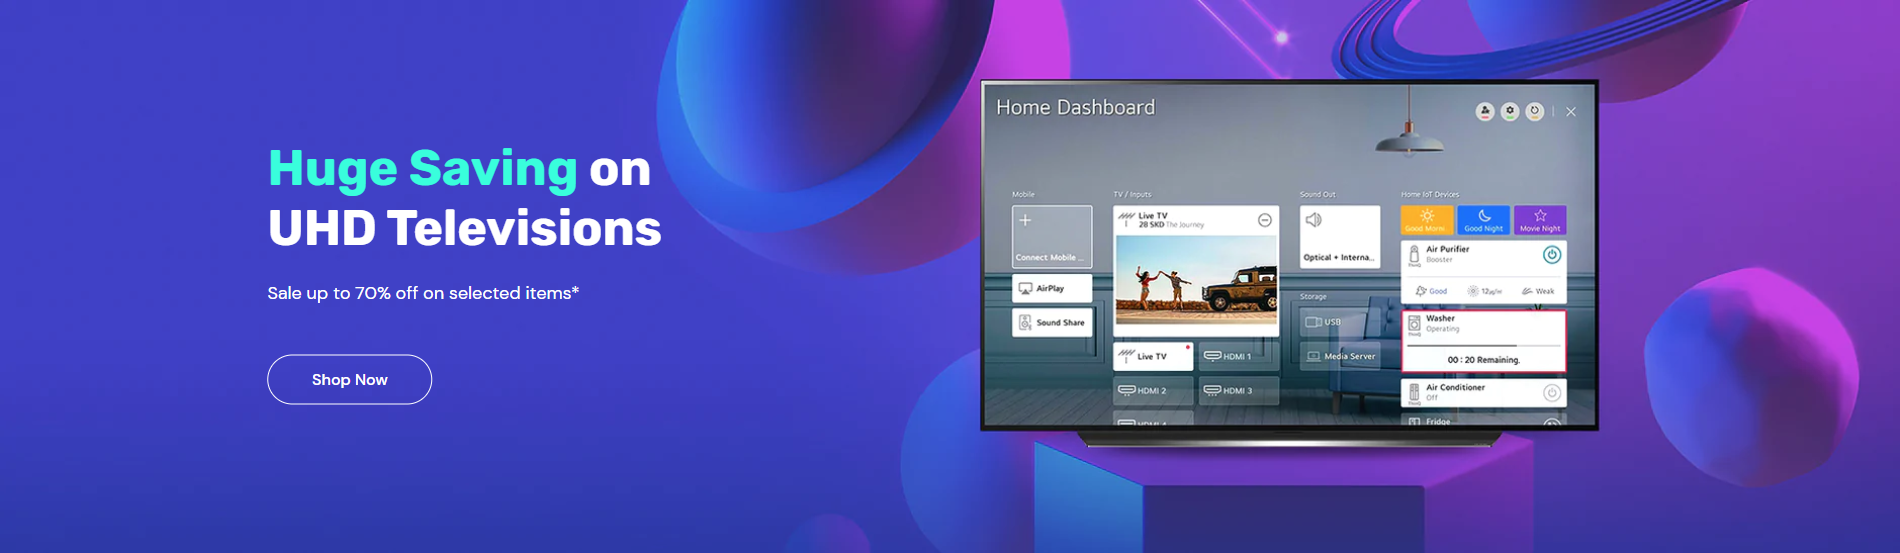 Huge Saving on
UHD Televisions
Sale up to 70% off on selected items*
Shop Now
Home Dashboard
Mobile
Connect Mobile ...
AirPlay
Sound Share
TV / Inputs
Live TV
28 SKD The Journey
Live TV
HDMI 1
HDMI 2
HDMI 3
HDMI 4
Sound Out
Optical + Interna...
Storage
USB
Media Server
Home IoT Devices
Good Morni...
Good Night
Movie Night
Air Purifier
Booster
Good
Weak
Washer
Operating
00 : 20 Remaining.
Air Conditioner
Off
Fridge